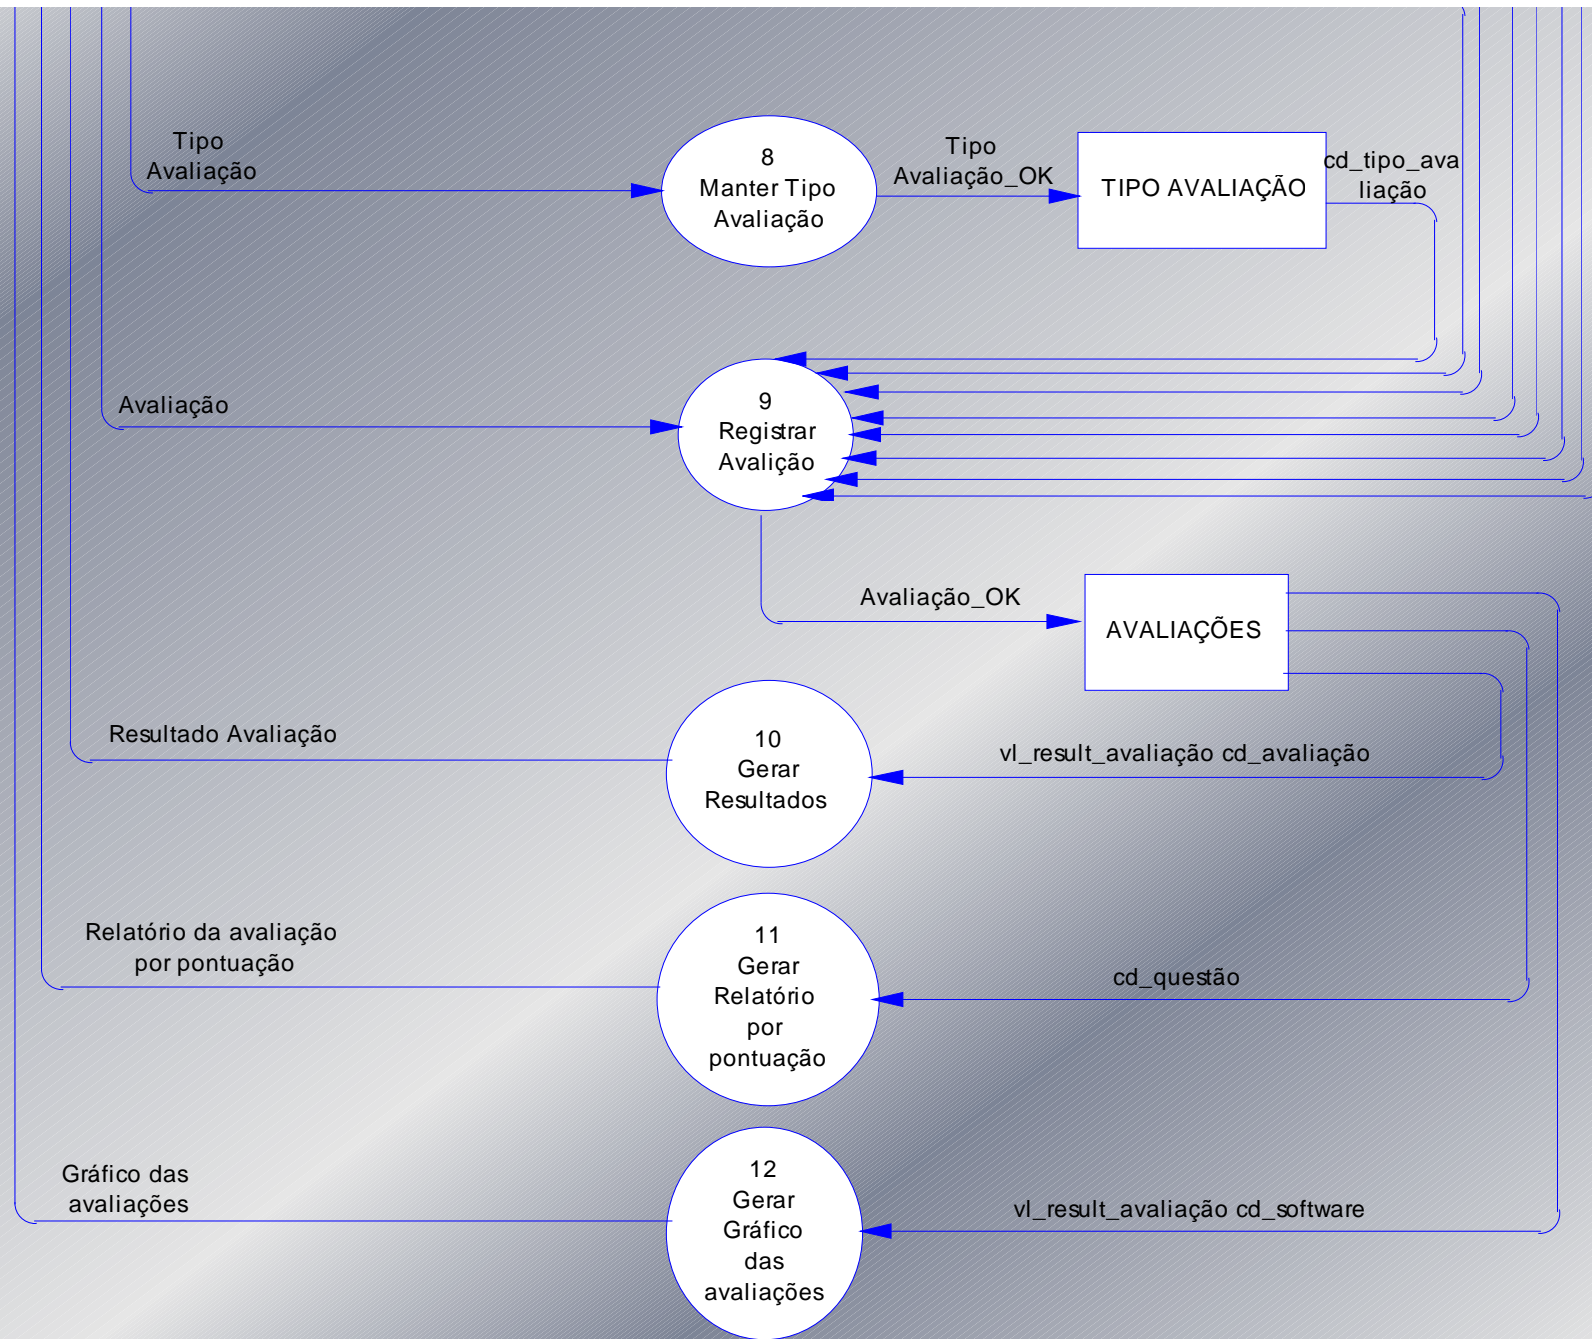 Tipo
Avaliação
8
Manter Tipo
Avaliação
Tipo
Avaliação_OK
TIPO AVALIAÇÃO
cd_tipo_ava
liação
Avaliação
9
Registrar
Avalição
Avaliação_OK
AVALIAÇÕES
Resultado Avaliação
10
Gerar
Resultados
vl_result_avaliação cd_avaliação
Relatório da avaliação
por pontuação
11
Gerar
Relatório
por
pontuação
cd_questão
Gráfico das
avaliações
12
Gerar
Gráfico
das
avaliações
vl_result_avaliação cd_software